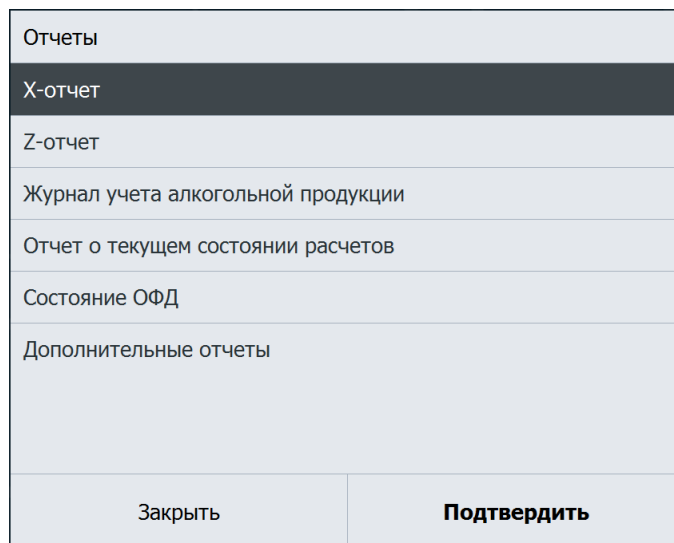 Отчеты
X-отчет
Z-отчет
Журнал учета алкогольной продукции
Отчет о текущем состоянии расчетов
Состояние ОФД
Дополнительные отчеты
Закрыть
Подтвердить